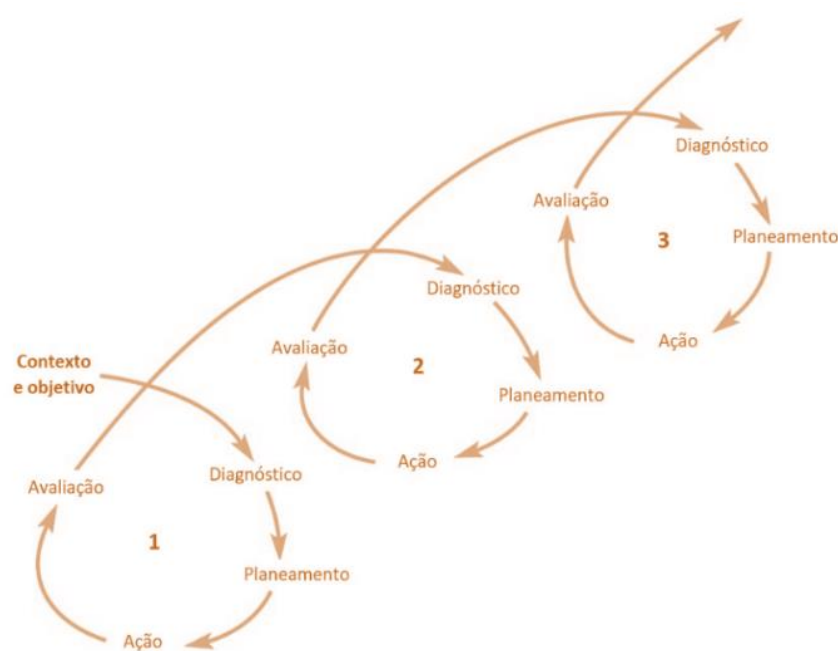 Contexto
e objetivo
Diagnóstico
Planeamento
Ação
Avaliação
1
Diagnóstico
Planeamento
Ação
Avaliação
2
Diagnóstico
Planeamento
Ação
Avaliação
3